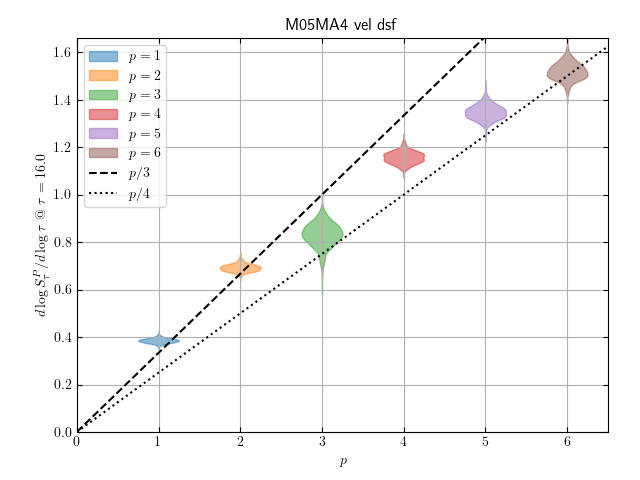 M05MA4 vel dsf
p = 1
p = 2
p = 3
p = 4
p = 5
p = 6
p/3
p/4
d log S_τ^P / d log τ @ τ = 16.0
1.6
1.4
1.2
1.0
0.8
0.6
0.4
0.2
0.0
0 1 2 3 4 5 6
p